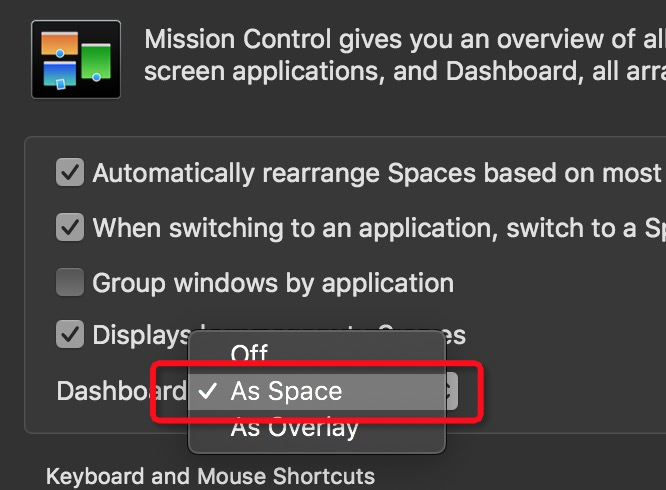 Mission Control gives you an overview of all
screen applications, and Dashboard, all arra
Automatically rearrange Spaces based on most
When switching to an application, switch to a Sp
Group windows by application
Displays
Off
Dashboard
As Space
As Overlay
Keyboard and Mouse Shortcuts